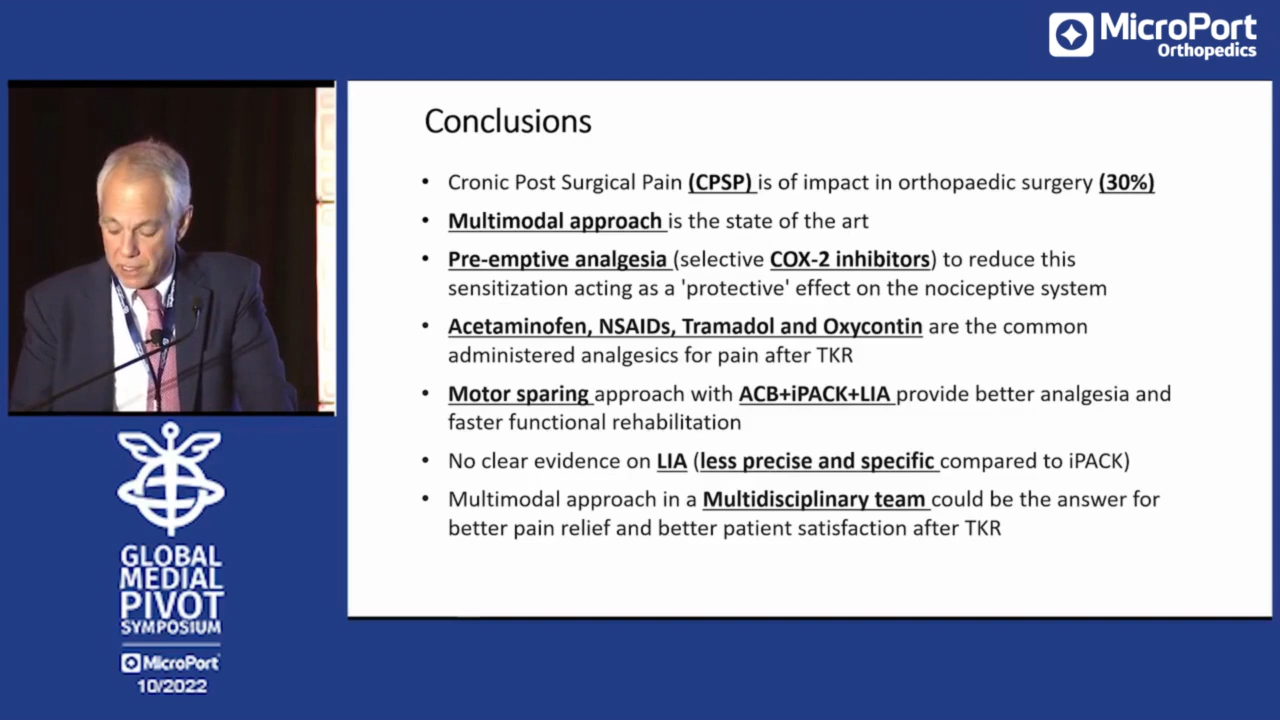 MicroPort
Orthopedics
Conclusions
• Cronic Post Surgical Pain (CPSP) is of impact in orthopaedic surgery (30%)
• Multimodal approach is the state of the art
• Pre-emptive analgesia (selective COX-2 inhibitors) to reduce this
sensitization acting as a 'protective' effect on the nociceptive system
• Acetaminofen, NSAIDs, Tramadol and Oxycontin are the common
administered analgesics for pain after TKR
• Motor sparing approach with ACB+iPACK+LIA provide better analgesia and
faster functional rehabilitation
• No clear evidence on LIA (less precise and specific compared to iPACK)
• Multimodal approach in a Multidisciplinary team could be the answer for
better pain relief and better patient satisfaction after TKR
GLOBAL
MEDIAL
PIVOT
SYMPOSIUM
MicroPort
10/2022